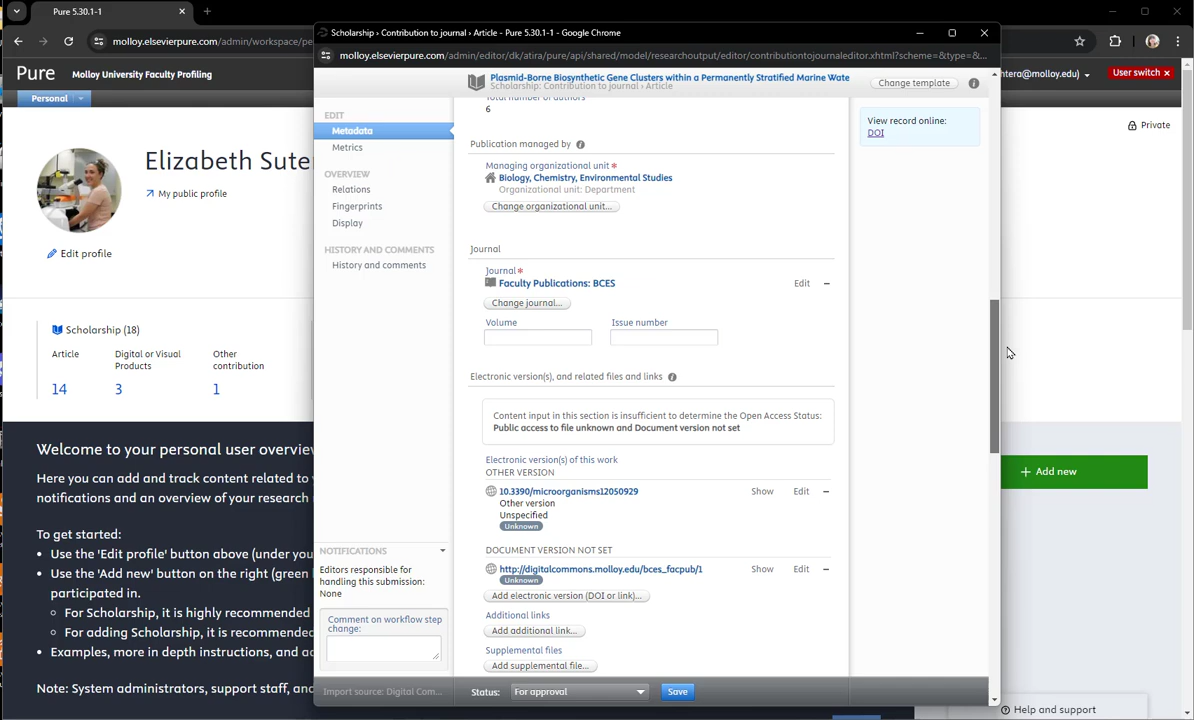 Pure 5.30.1-1
molloy.elsevierpure.com/admin/workspace/pe
Pure Molloy University Faculty Profiling
Personal
Elizabeth Sute
My public profile
Edit profile
Scholarship (18)
Article
14
Digital or Visual
Products
3
Other
contribution
1
Welcome to your personal user overview
Here you can add and track content related to
notifications and an overview of your research
To get started:
• Use the 'Edit profile' button above (under you
• Use the 'Add new' button on the right (green
participated in.
For Scholarship, it is highly recommended
For adding Scholarship, it is recommended
• Examples, more in depth instructions, and ac
Note: System administrators, support staff, and
Scholarship › Contribution to journal › Article - Pure 5.30.1-1 - Google Chrome
molloy.elsevierpure.com/admin/editor/dk/atira/pure/api/shared/model/researchoutput/editor/contributiontojournaleditor.xhtml?scheme=&type=&...
Plasmid-Borne Biosynthetic Gene Clusters within a Permanently Stratified Marine Wate
Scholarship: Contribution to journal › Article
Change template
EDIT
Metadata
Metrics
OVERVIEW
Relations
Fingerprints
Display
HISTORY AND COMMENTS
History and comments
NOTIFICATIONS
Editors responsible for
handling this submission:
None
Comment on workflow step
change:
Import source: Digital Com...
Total number of authors
6
Publication managed by
Managing organizational unit *
Biology, Chemistry, Environmental Studies
Organizational unit: Department
Change organizational unit...
Journal
Journal *
Faculty Publications: BCES
Edit –
Change journal...
Volume Issue number
Electronic version(s), and related files and links
Content input in this section is insufficient to determine the Open Access Status:
Public access to file unknown and Document version not set
Electronic version(s) of this work
OTHER VERSION
10.3390/microorganisms12050929
Show Edit –
Other version
Unspecified
Unknown
DOCUMENT VERSION NOT SET
http://digitalcommons.molloy.edu/bces_facpub/1
Show Edit –
Unknown
Add electronic version (DOI or link)...
Additional links
Add additional link...
Supplemental files
Add supplemental file...
Status: For approval Save
View record online:
DOI
htera@molloy.edu)
User switch ×
Private
+ Add new
Help and support